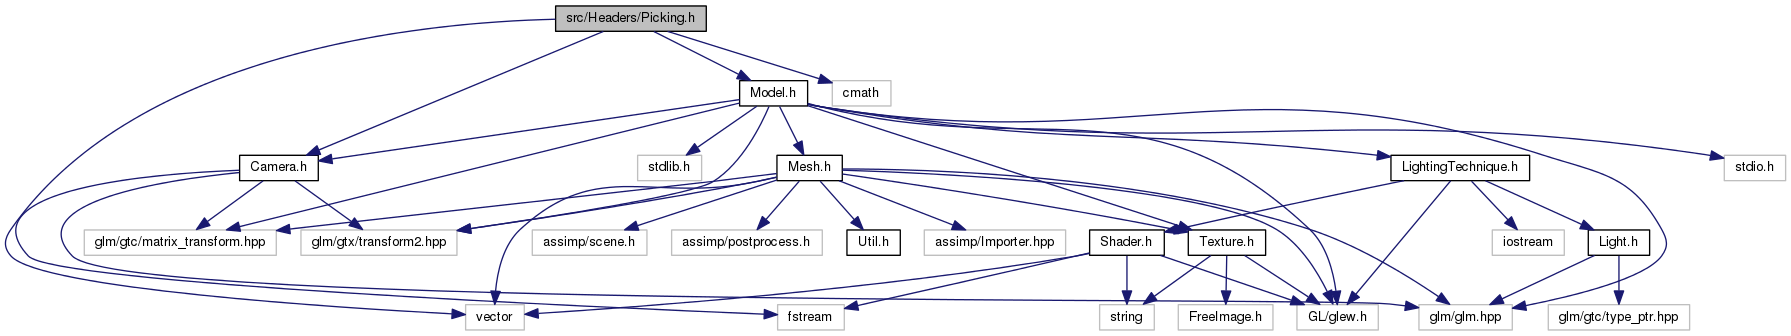 src/Headers/Picking.h
Model.h
cmath
Camera.h
stdlib.h
Mesh.h
LightingTechnique.h
stdio.h
glm/gtc/matrix_transform.hpp
glm/gtx/transform2.hpp
assimp/scene.h
assimp/postprocess.h
Util.h
assimp/Importer.hpp
Shader.h
Texture.h
iostream
Light.h
vector
fstream
string
FreeImage.h
GL/glew.h
glm/glm.hpp
glm/gtc/type_ptr.hpp